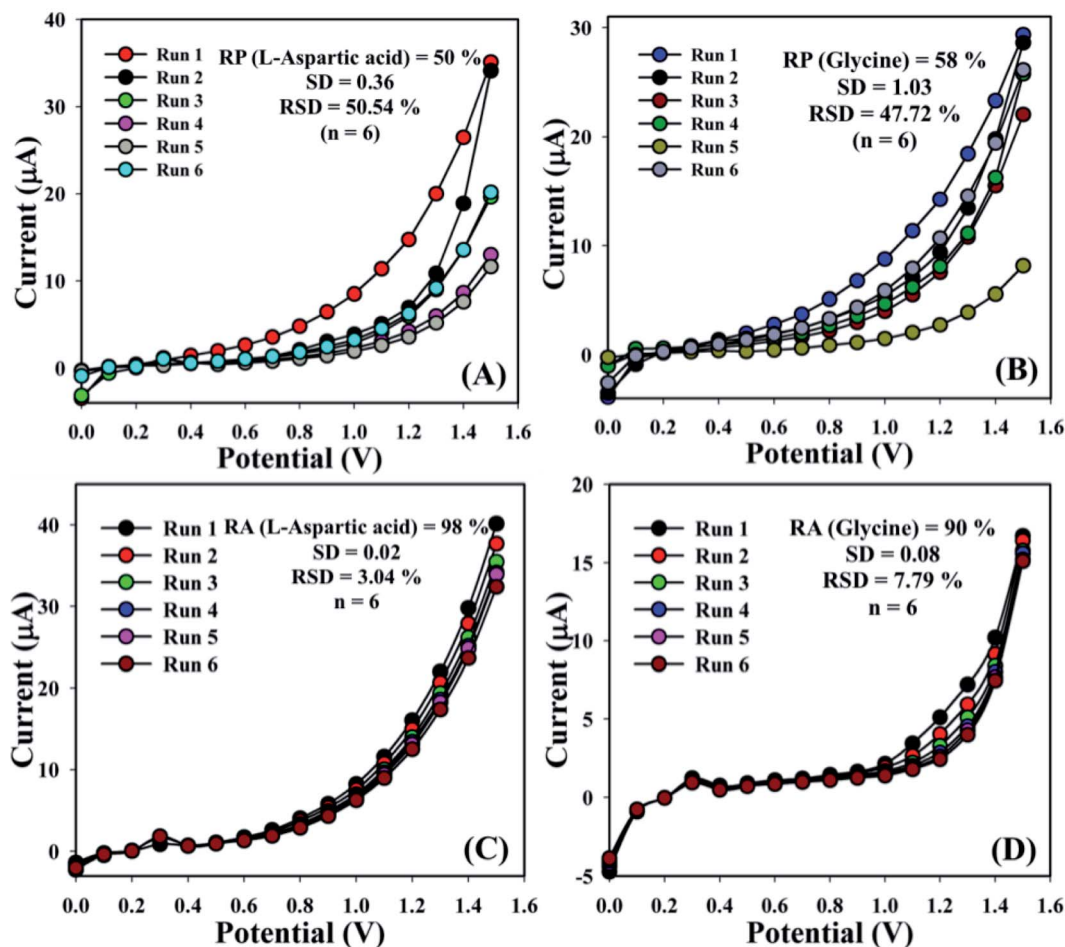 40
30
20
10
0
Current (µA)
Run 1
Run 2
Run 3
Run 4
Run 5
Run 6
RP (L-Aspartic acid) = 50 %
SD = 0.36
RSD = 50.54 %
(n = 6)
(A)
0.0 0.2 0.4 0.6 0.8 1.0 1.2 1.4 1.6
Potential (V)
30
20
10
0
Current (µA)
Run 1
Run 2
Run 3
Run 4
Run 5
Run 6
RP (Glycine) = 58 %
SD = 1.03
RSD = 47.72 %
(n = 6)
(B)
0.0 0.2 0.4 0.6 0.8 1.0 1.2 1.4 1.6
Potential (V)
40
30
20
10
0
Current (µA)
Run 1
Run 2
Run 3
Run 4
Run 5
Run 6
RA (L-Aspartic acid) = 98 %
SD = 0.02
RSD = 3.04 %
n = 6
(C)
0.0 0.2 0.4 0.6 0.8 1.0 1.2 1.4 1.6
Potential (V)
20
15
10
5
0
-5
Current (µA)
Run 1
Run 2
Run 3
Run 4
Run 5
Run 6
RA (Glycine) = 90 %
SD = 0.08
RSD = 7.79 %
n = 6
(D)
0.0 0.2 0.4 0.6 0.8 1.0 1.2 1.4 1.6
Potential (V)